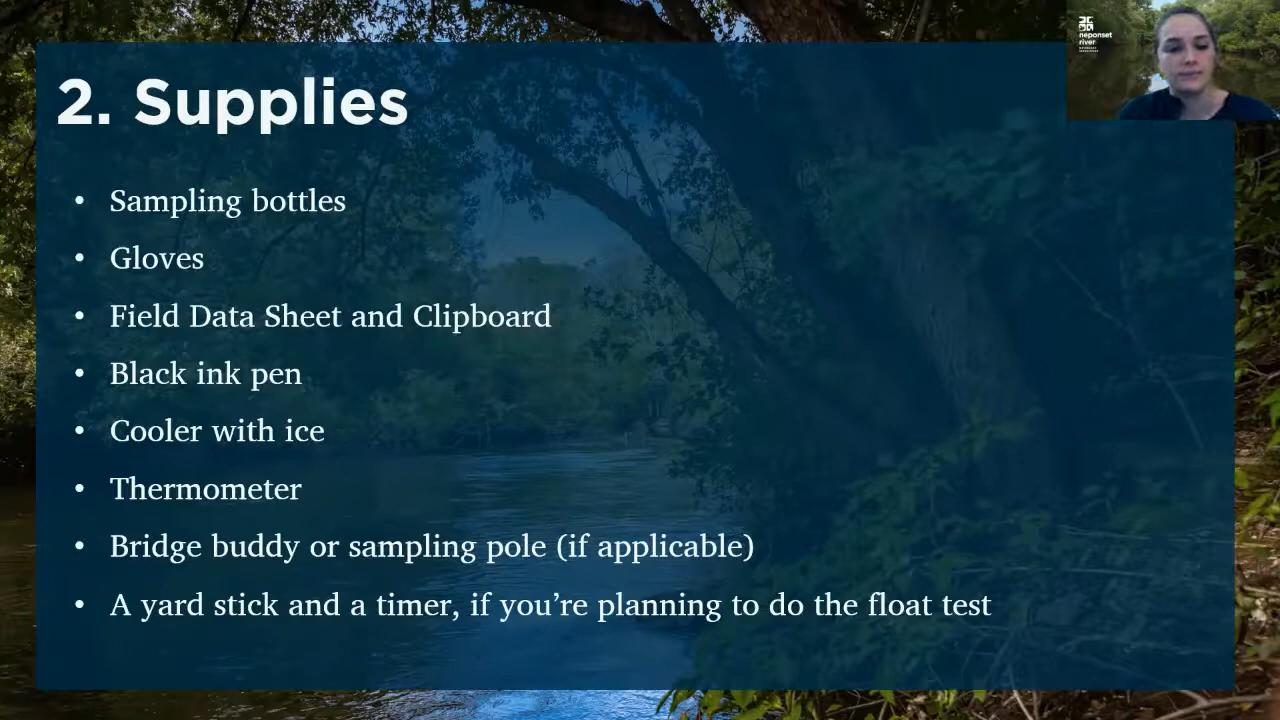 2. Supplies
• Sampling bottles
• Gloves
• Field Data Sheet and Clipboard
• Black ink pen
• Cooler with ice
• Thermometer
• Bridge buddy or sampling pole (if applicable)
• A yard stick and a timer, if you’re planning to do the float test
neponset
river